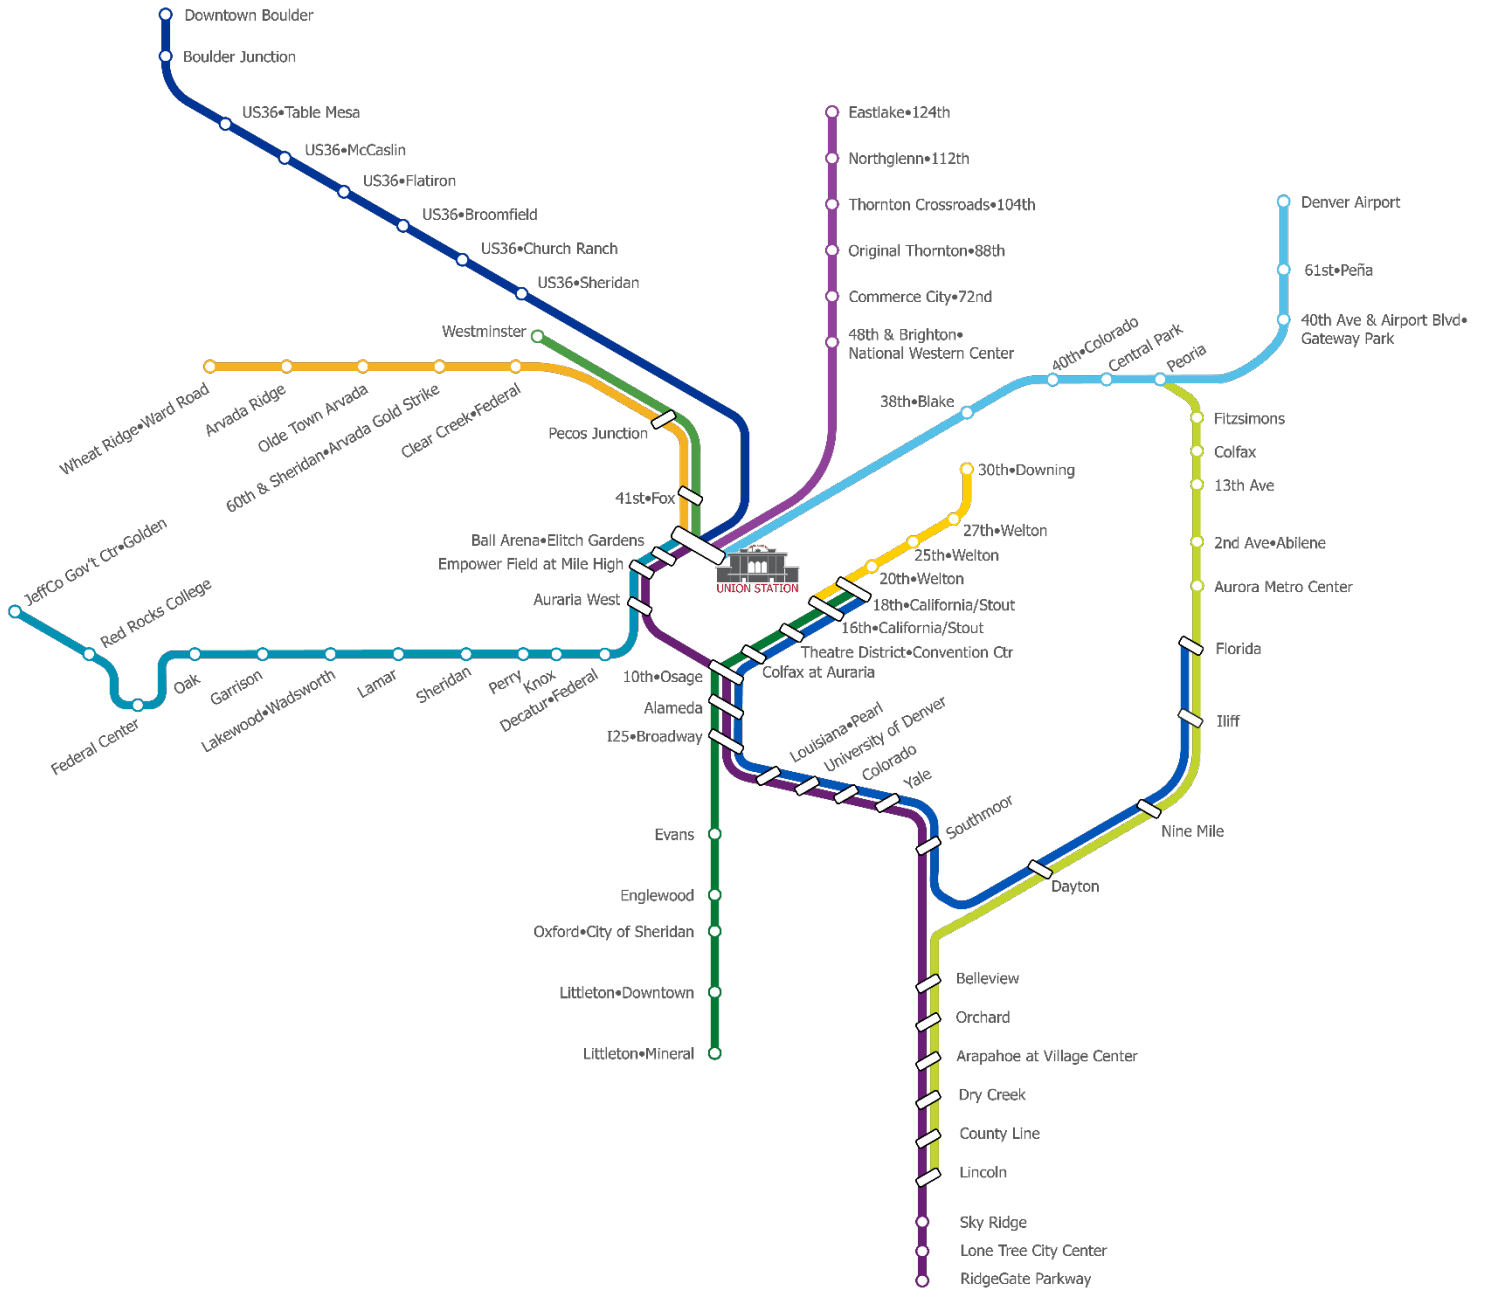 Downtown Boulder
Boulder Junction
US36•Table Mesa
US36•McCaslin
US36•Flatiron
US36•Broomfield
US36•Church Ranch
US36•Sheridan
Eastlake•124th
Northglenn•112th
Thornton Crossroads•104th
Original Thornton•88th
Commerce City•72nd
48th & Brighton•
National Western Center
Denver Airport
61st•Peña
40th Ave & Airport Blvd•
Gateway Park
40th•Colorado
Central Park
Peoria
38th•Blake
Westminster
Wheat Ridge•Ward Road
Arvada Ridge
Olde Town Arvada
60th & Sheridan•Arvada Gold Strike
Clear Creek•Federal
Pecos Junction
41st•Fox
Fitzsimons
Colfax
13th Ave
2nd Ave•Abilene
Aurora Metro Center
Florida
Iliff
Nine Mile
Dayton
30th•Downing
27th•Welton
25th•Welton
20th•Welton
18th•California/Stout
16th•California/Stout
Theatre District•Convention Ctr
Colfax at Auraria
UNION STATION
Ball Arena•Elitch Gardens
Empower Field at Mile High
Auraria West
JeffCo Gov't Ctr•Golden
Red Rocks College
Federal Center
Oak
Garrison
Lakewood•Wadsworth
Lamar
Sheridan
Perry
Knox
Decatur•Federal
10th•Osage
Alameda
I25•Broadway
Louisiana•Pearl
University of Denver
Colorado
Yale
Southmoor
Evans
Englewood
Oxford•City of Sheridan
Littleton•Downtown
Littleton•Mineral
Belleview
Orchard
Arapahoe at Village Center
Dry Creek
County Line
Lincoln
Sky Ridge
Lone Tree City Center
RidgeGate Parkway